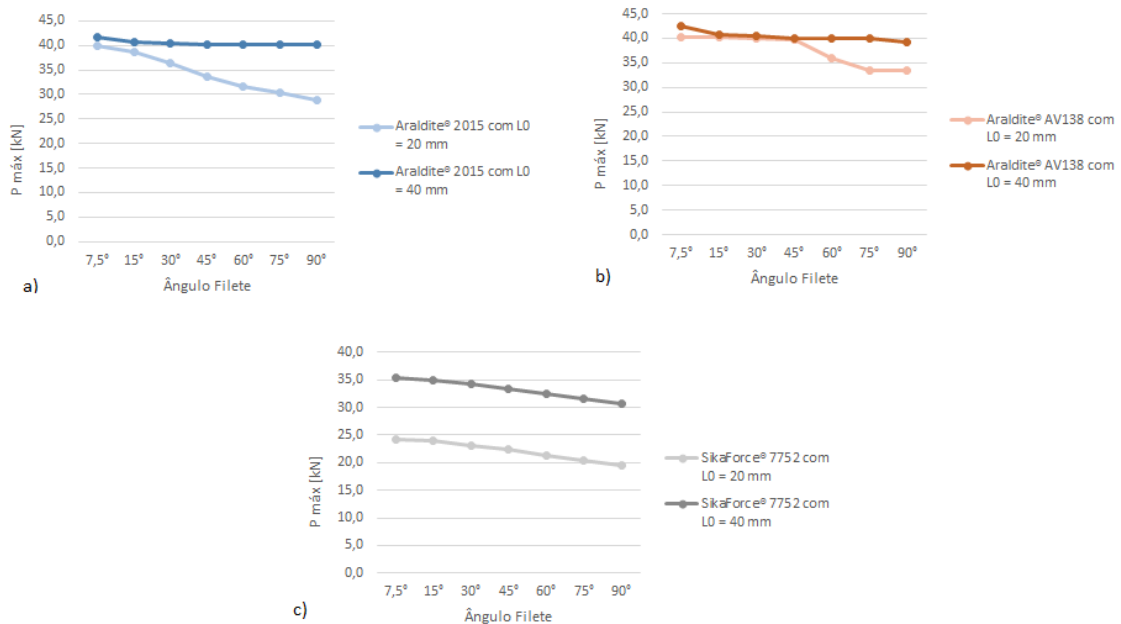 45,0
40,0
35,0
30,0
25,0
20,0
15,0
10,0
5,0
0,0
P máx [kN]
7,5° 15° 30° 45° 60° 75° 90°
Ângulo Filete
Araldite® 2015 com L0
= 20 mm
Araldite® 2015 com L0
= 40 mm
a)
45,0
40,0
35,0
30,0
25,0
20,0
15,0
10,0
5,0
0,0
P máx [kN]
7,5° 15° 30° 45° 60° 75° 90°
Ângulo Filete
Araldite® AV138 com
L0 = 20 mm
Araldite® AV138 com
L0 = 40 mm
b)
40,0
35,0
30,0
25,0
20,0
15,0
10,0
5,0
0,0
P máx [kN]
7,5° 15° 30° 45° 60° 75° 90°
Ângulo Filete
SikaForce® 7752 com
L0 = 20 mm
SikaForce® 7752 com
L0 = 40 mm
c)